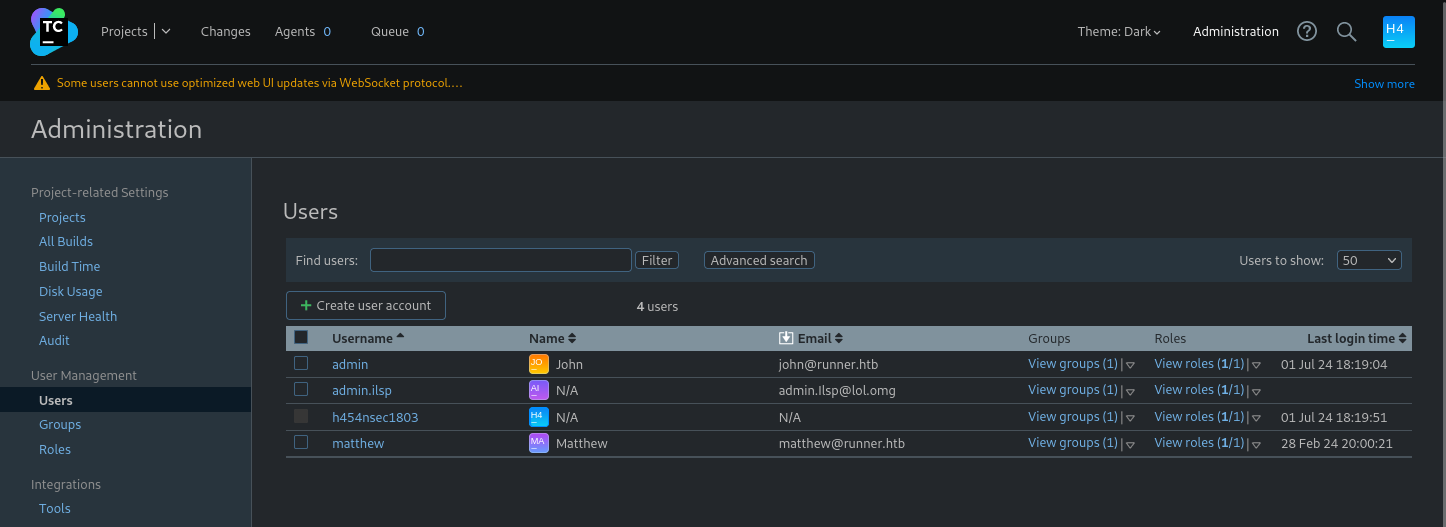 TC Projects Changes Agents 0 Queue 0 Theme: Dark Administration H4
Some users cannot use optimized web UI updates via WebSocket protocol.... Show more
Administration
Project-related Settings
Projects
All Builds
Build Time
Disk Usage
Server Health
Audit
User Management
Users
Groups
Roles
Integrations
Tools
Users
Find users: Filter Advanced search Users to show: 50
+ Create user account 4 users
Username Name Email Groups Roles Last login time
admin JO John john@runner.htb View groups (1) View roles (1/1) 01 Jul 24 18:19:04
admin.ilsp AI N/A admin.Ilsp@lol.omg View groups (1) View roles (1/1)
h454nsec1803 H4 N/A N/A View groups (1) View roles (1/1) 01 Jul 24 18:19:51
matthew MA Matthew matthew@runner.htb View groups (1) View roles (1/1) 28 Feb 24 20:00:21